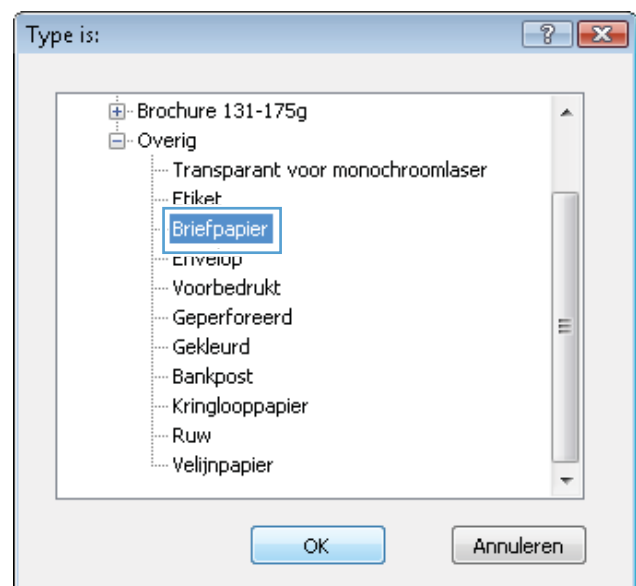 Type is:
Brochure 131-175g
Overig
Transparant voor monochroomlaser
Etiket
Briefpapier
Envelop
Voorbedrukt
Geperforeerd
Gekleurd
Bankpost
Kringlooppapier
Ruw
Velijnpapier
OK Annuleren